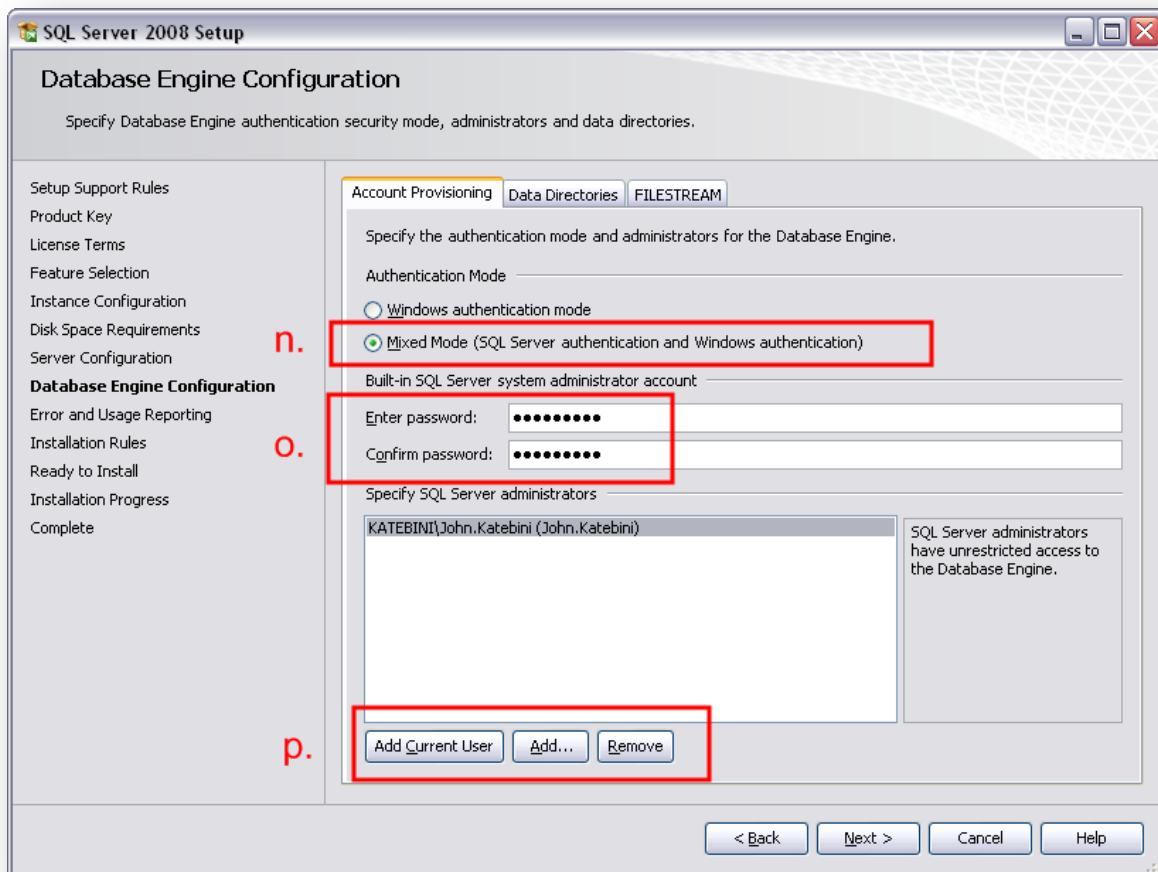 SQL Server 2008 Setup
Database Engine Configuration
Specify Database Engine authentication security mode, administrators and data directories.
Setup Support Rules
Product Key
License Terms
Feature Selection
Instance Configuration
Disk Space Requirements
Server Configuration
Database Engine Configuration
Error and Usage Reporting
Installation Rules
Ready to Install
Installation Progress
Complete
Account Provisioning
Data Directories
FILESTREAM
Specify the authentication mode and administrators for the Database Engine.
Authentication Mode
Windows authentication mode
n.
Mixed Mode (SQL Server authentication and Windows authentication)
Built-in SQL Server system administrator account
o.
Enter password: ●●●●●●●●●
Confirm password: ●●●●●●●●●
Specify SQL Server administrators
KATEBINI\John.Katebini (John.Katebini)
SQL Server administrators
have unrestricted access to
the Database Engine.
p.
Add Current User
Add...
Remove
< Back
Next >
Cancel
Help